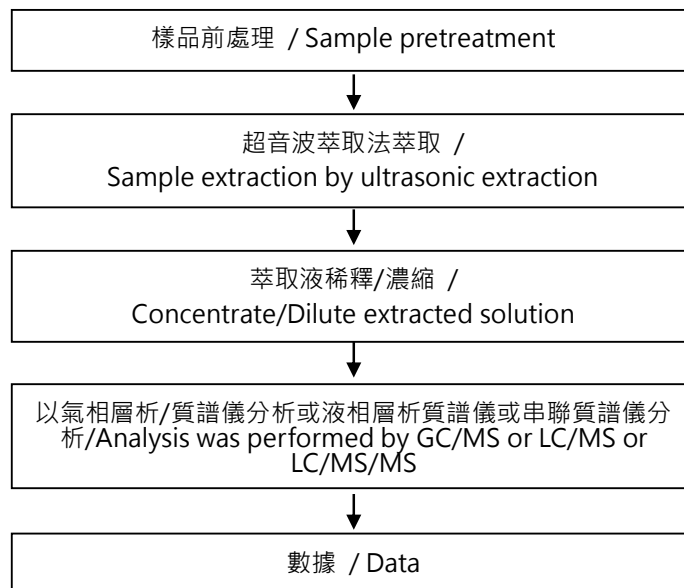 樣品前處理 / Sample pretreatment
超音波萃取法萃取 /
Sample extraction by ultrasonic extraction
萃取液稀釋/濃縮 /
Concentrate/Dilute extracted solution
以氣相層析/質譜儀分析或液相層析質譜儀或串聯質譜儀分
析/Analysis was performed by GC/MS or LC/MS or
LC/MS/MS
數據 / Data